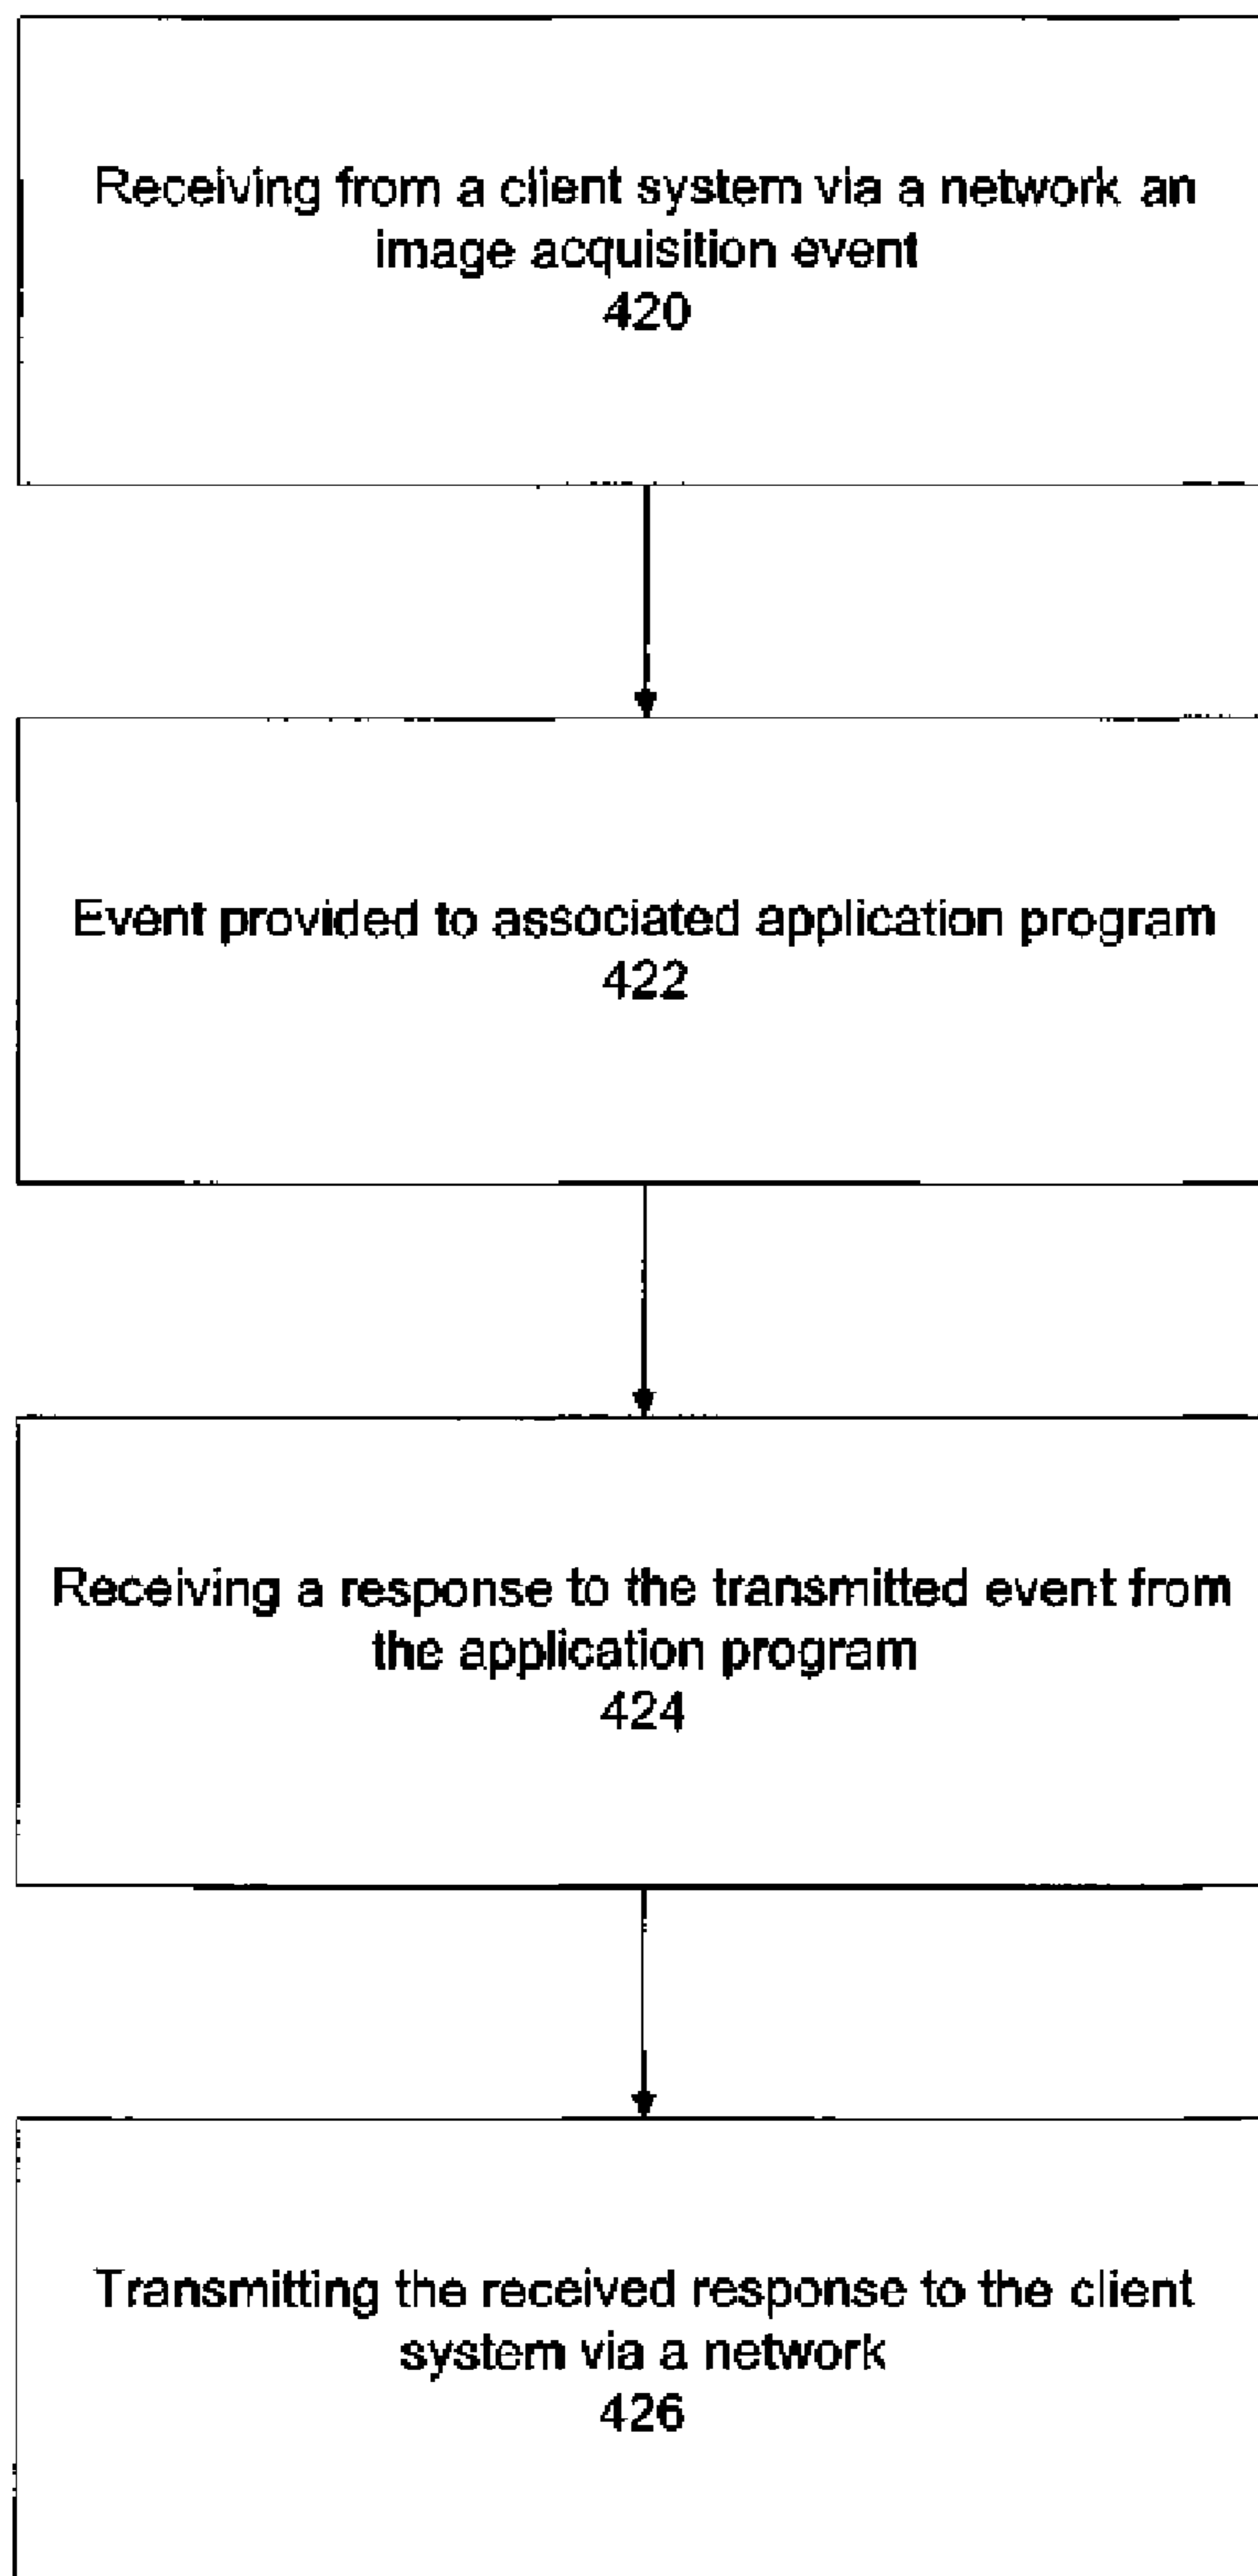 Receiving from a client system via a network an
image acquisition event
420
Event provided to associated application program
422
Receiving a response to the transmitted event from
the application program
424
Transmitting the received response to the client
system via a network
426